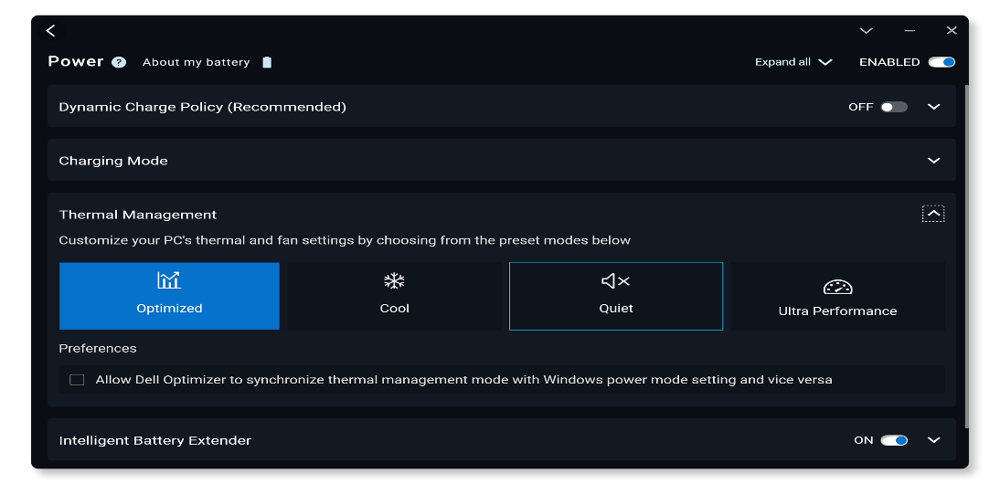 Power ? About my battery Expand all ENABLED
Dynamic Charge Policy (Recommended) OFF
Charging Mode
Thermal Management
Customize your PC's thermal and fan settings by choosing from the preset modes below
Optimized Cool Quiet Ultra Performance
Preferences
Allow Dell Optimizer to synchronize thermal management mode with Windows power mode setting and vice versa
Intelligent Battery Extender ON